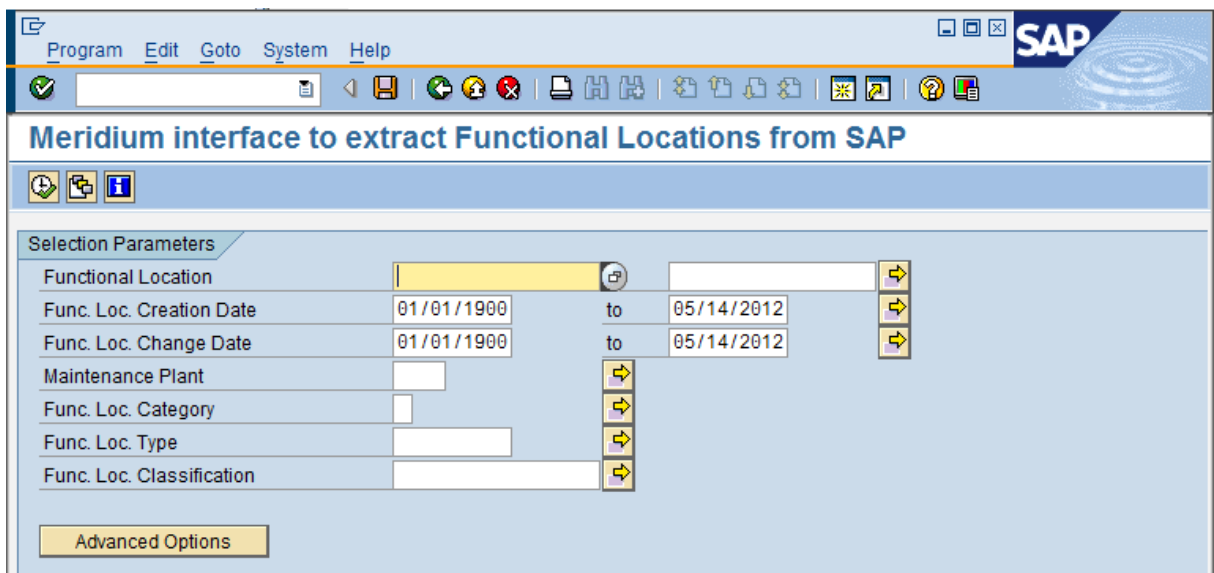 Program Edit Goto System Help
SAP
Meridium interface to extract Functional Locations from SAP
Selection Parameters
Functional Location
Func. Loc. Creation Date 01/01/1900 to 05/14/2012
Func. Loc. Change Date 01/01/1900 to 05/14/2012
Maintenance Plant
Func. Loc. Category
Func. Loc. Type
Func. Loc. Classification
Advanced Options